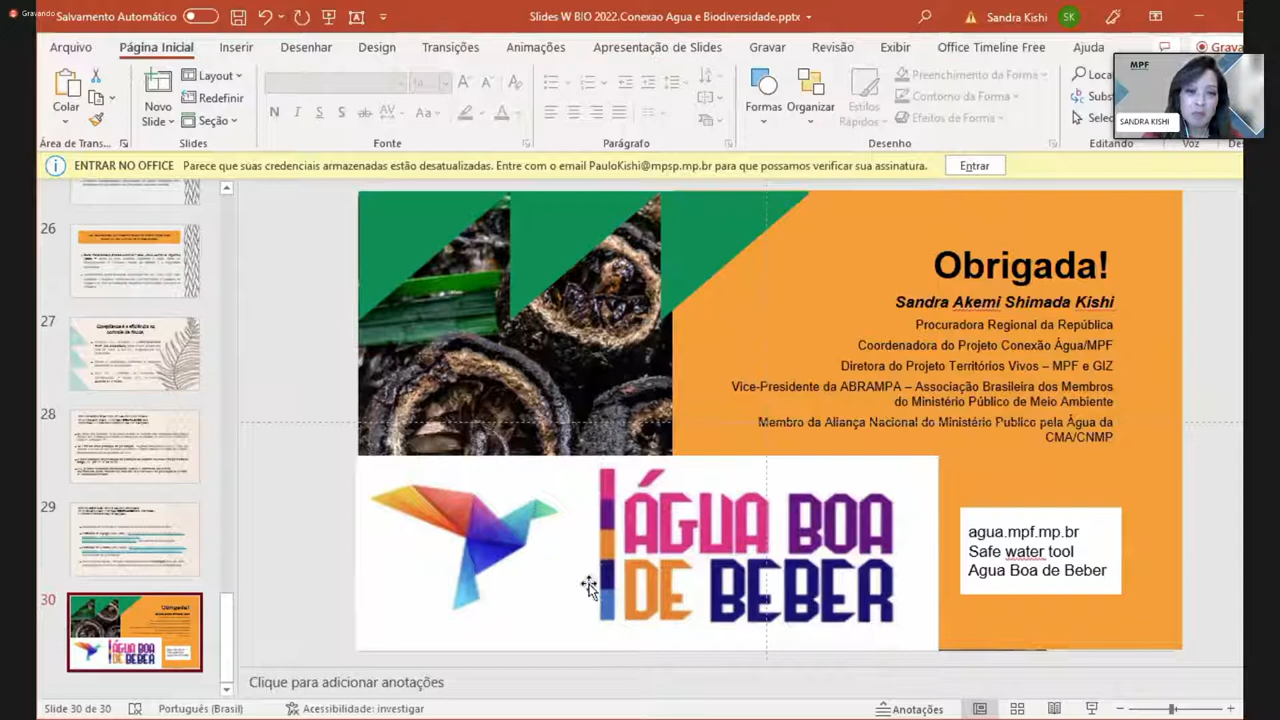 Gravando
Salvamento Automático
Slides W BIO 2022.Conexao Agua e Biodiversidade.pptx
Sandra Kishi
SK
Arquivo
Página Inicial
Inserir
Desenhar
Design
Transições
Animações
Apresentação de Slides
Gravar
Revisão
Exibir
Office Timeline Free
Ajuda
Colar
Novo
Slide
Layout
Redefinir
Seção
Formas
Organizar
Estilos
Rápidos
Preenchimento da Forma
Contorno da Forma
Efeitos de Forma
MPF
SANDRA KISHI
Slides
Fonte
Parágrafo
Desenho
Editando
Voz
Área de Trans...
ENTRAR NO OFFICE Parece que suas credenciais armazenadas estão desatualizadas. Entre com o email PauloKishi@mpsp.mp.br para que possamos verificar sua assinatura.
Entrar
26
27
28
29
30
Obrigada!
Sandra Akemi Shimada Kishi
Procuradora Regional da República
Coordenadora do Projeto Conexão Água/MPF
Diretora do Projeto Territórios Vivos – MPF e GIZ
Vice-Presidente da ABRAMPA – Associação Brasileira dos Membros
do Ministério Público de Meio Ambiente
Membro da Aliança Nacional do Ministério Publico pela Água da
CMA/CNMP
ÁGUA BOA
DE BEBER
agua.mpf.mp.br
Safe water tool
Agua Boa de Beber
Clique para adicionar anotações
Slide 30 de 30
Português (Brasil)
Acessibilidade: investigar
Anotações